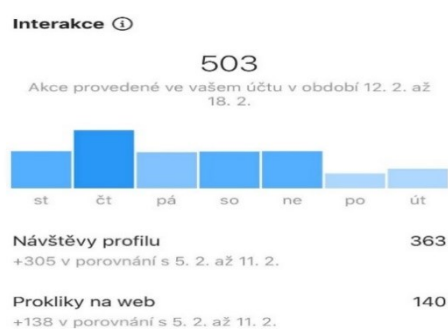 Interakce ⓘ
503
Akce provedené ve vašem účtu v období 12. 2. až
18. 2.
st čt pá so ne po út
Návštěvy profilu 363
+305 v porovnání s 5. 2. až 11. 2.
Prokliky na web 140
+138 v porovnání s 5. 2. až 11. 2.